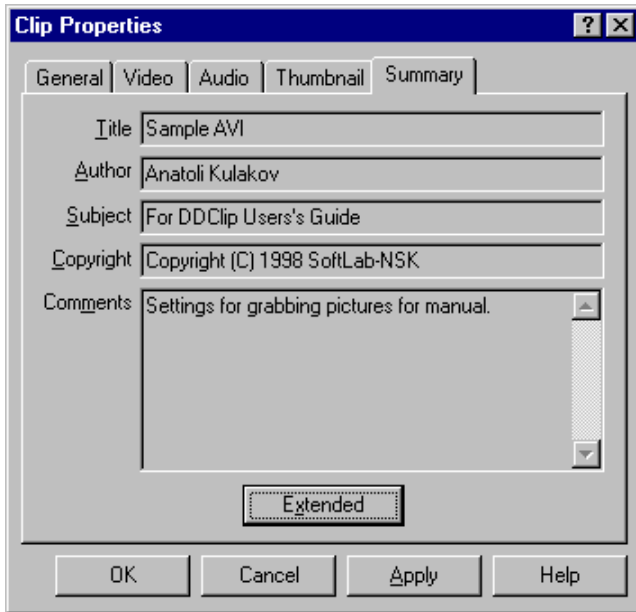 Clip Properties
General Video Audio Thumbnail Summary
Title Sample AVI
Author Anatoli Kulakov
Subject For DDClip Users's Guide
Copyright Copyright (C) 1998 SoftLab-NSK
Comments Settings for grabbing pictures for manual.
Extended
OK Cancel Apply Help